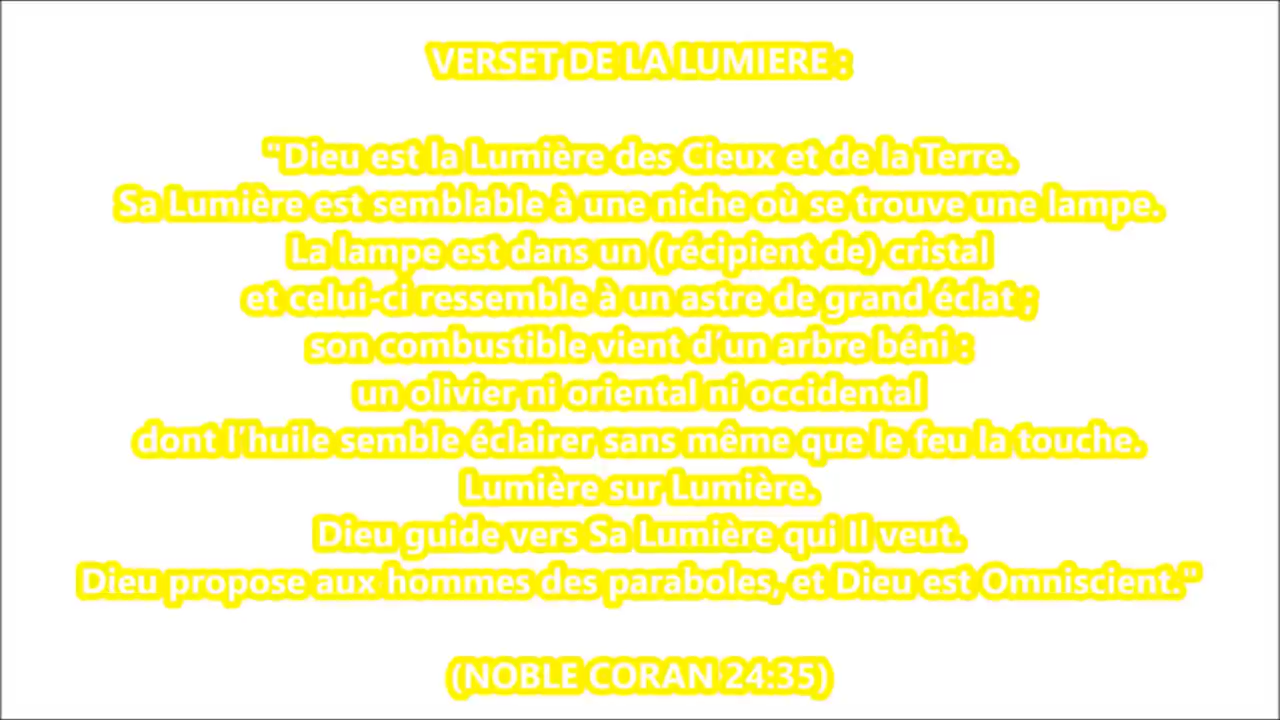 VERSET DE LA LUMIERE :
"Dieu est la Lumière des Cieux et de la Terre.
Sa Lumière est semblable à une niche où se trouve une lampe.
La lampe est dans un (récipient de) cristal
et celui-ci ressemble à un astre de grand éclat ;
son combustible vient d'un arbre béni :
un olivier ni oriental ni occidental
dont l'huile semble éclairer sans même que le feu la touche.
Lumière sur Lumière.
Dieu guide vers Sa Lumière qui Il veut.
Dieu propose aux hommes des paraboles, et Dieu est Omniscient."
(NOBLE CORAN 24:35)